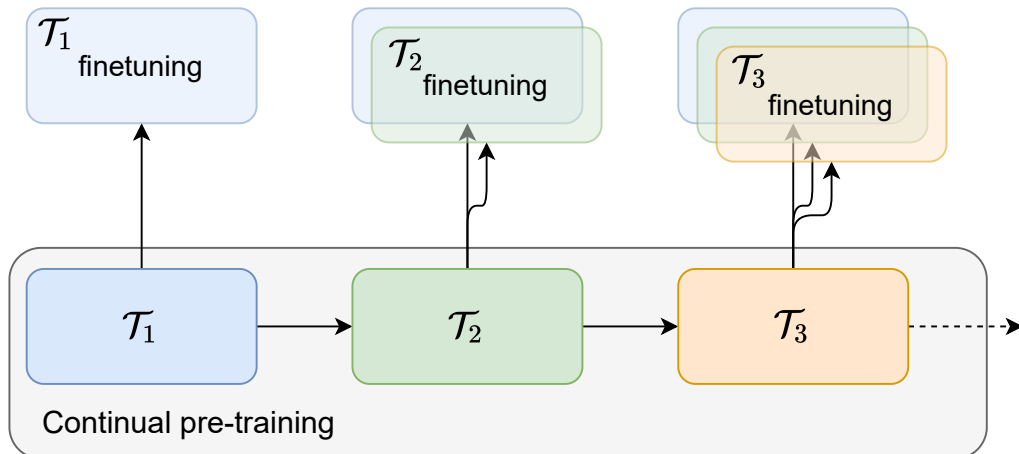 𝒯₁ finetuning
𝒯₂ finetuning
𝒯₃ finetuning
𝒯₁
𝒯₂
𝒯₃
Continual pre-training